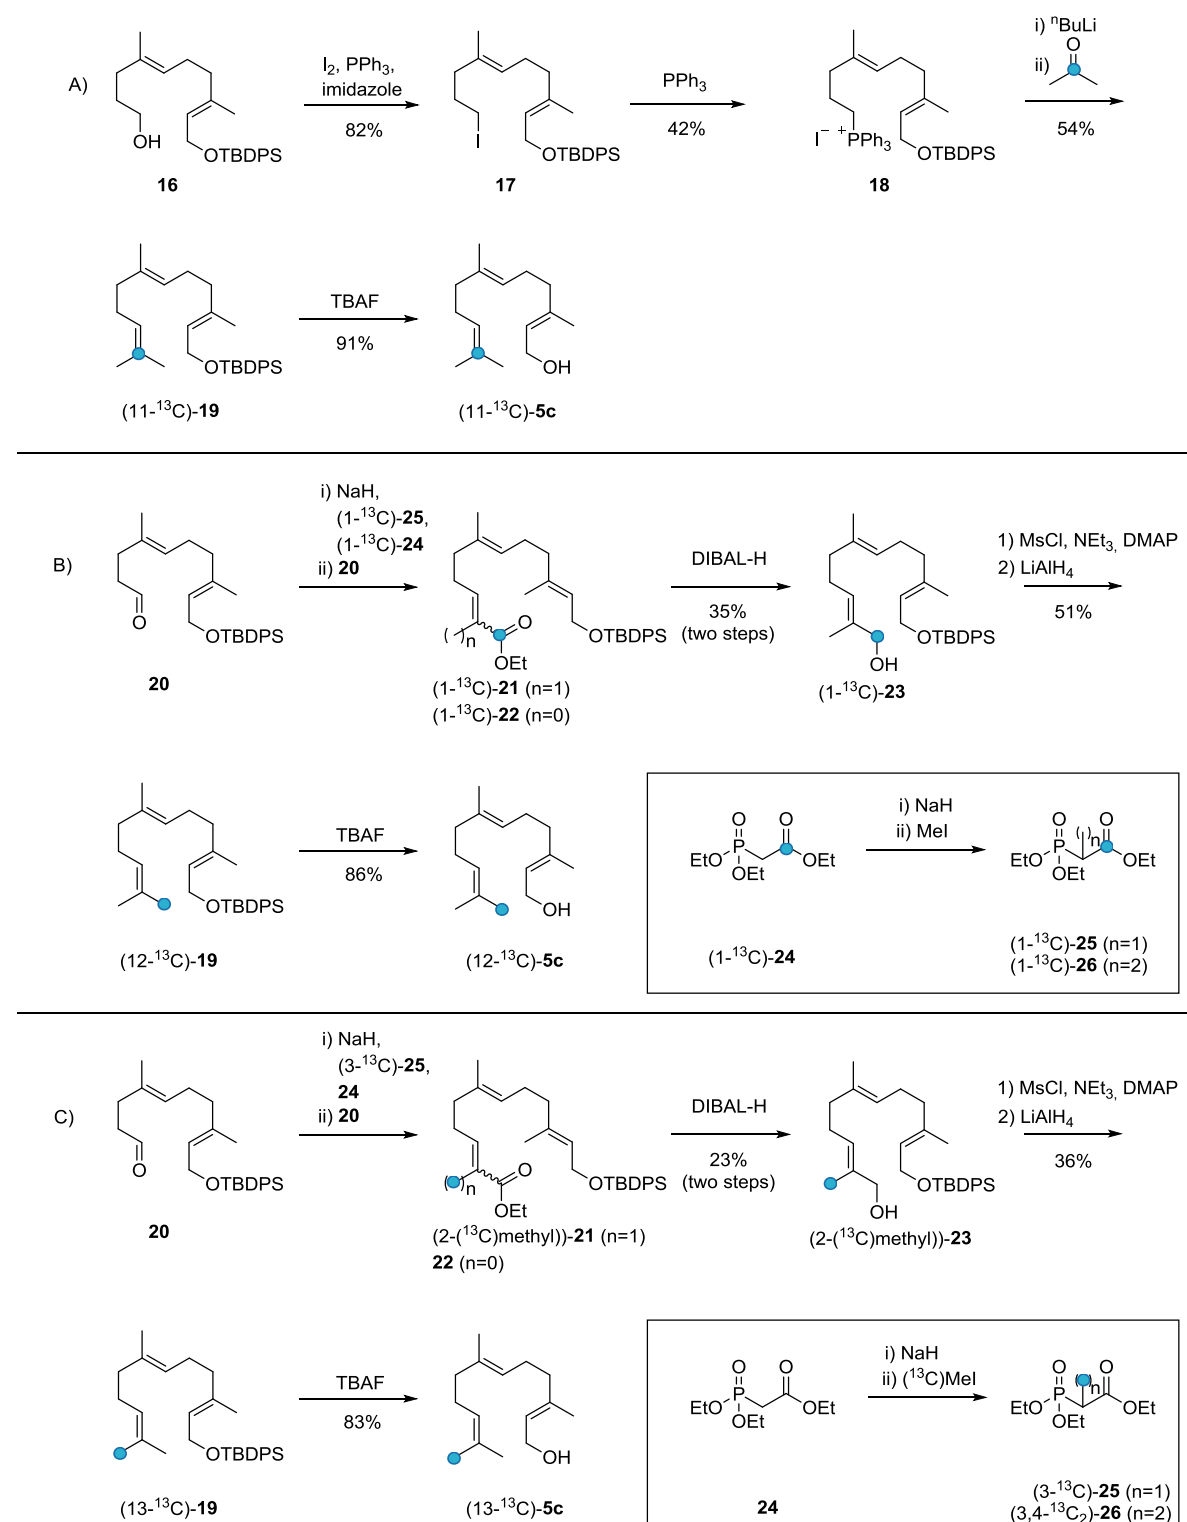 A)
OH
OTBDPS
16
I2, PPh3,
imidazole
82%
I
OTBDPS
17
PPh3
42%
I− +PPh3
OTBDPS
18
i) nBuLi
ii)
O
54%
OTBDPS
(11-13C)-19
TBAF
91%
OH
(11-13C)-5c
B)
O
OTBDPS
20
i) NaH,
(1-13C)-25,
(1-13C)-24
ii) 20
( )n
O
OEt
OTBDPS
(1-13C)-21 (n=1)
(1-13C)-22 (n=0)
DIBAL-H
35%
(two steps)
OH
OTBDPS
(1-13C)-23
1) MsCl, NEt3, DMAP
2) LiAlH4
51%
OTBDPS
(12-13C)-19
TBAF
86%
OH
(12-13C)-5c
O
O
EtO
P
OEt
OEt
(1-13C)-24
i) NaH
ii) MeI
O
( )n
O
EtO
P
OEt
OEt
(1-13C)-25 (n=1)
(1-13C)-26 (n=2)
C)
O
OTBDPS
20
i) NaH,
(3-13C)-25,
24
ii) 20
( )n
O
OEt
OTBDPS
(2-(13C)methyl))-21 (n=1)
22 (n=0)
DIBAL-H
23%
(two steps)
OH
OTBDPS
(2-(13C)methyl))-23
1) MsCl, NEt3, DMAP
2) LiAlH4
36%
OTBDPS
(13-13C)-19
TBAF
83%
OH
(13-13C)-5c
O
O
EtO
P
OEt
OEt
24
i) NaH
ii) (13C)MeI
O
( )n
O
EtO
P
OEt
OEt
(3-13C)-25 (n=1)
(3,4-13C2)-26 (n=2)